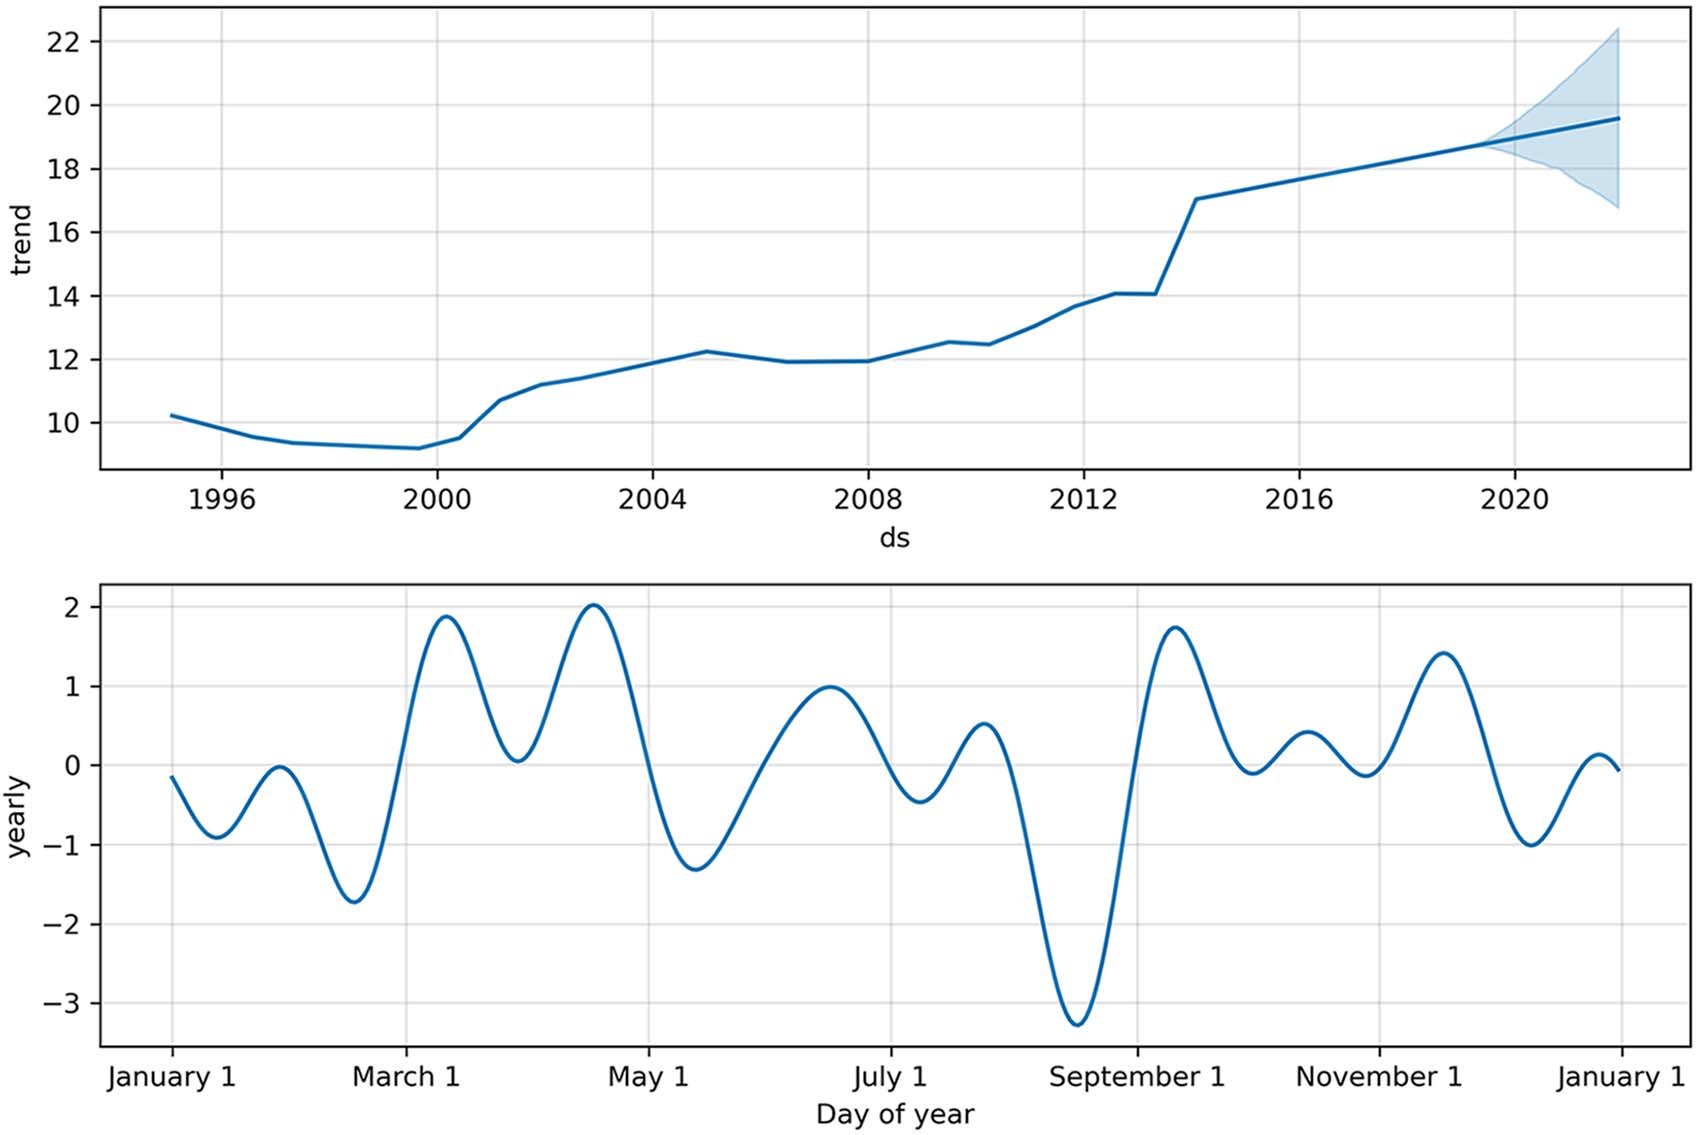 22
20
18
16
14
12
10
trend
1996 2000 2004 2008 2012 2016 2020
ds
2
1
0
−1
−2
−3
yearly
January 1 March 1 May 1 July 1 September 1 November 1 January 1
Day of year